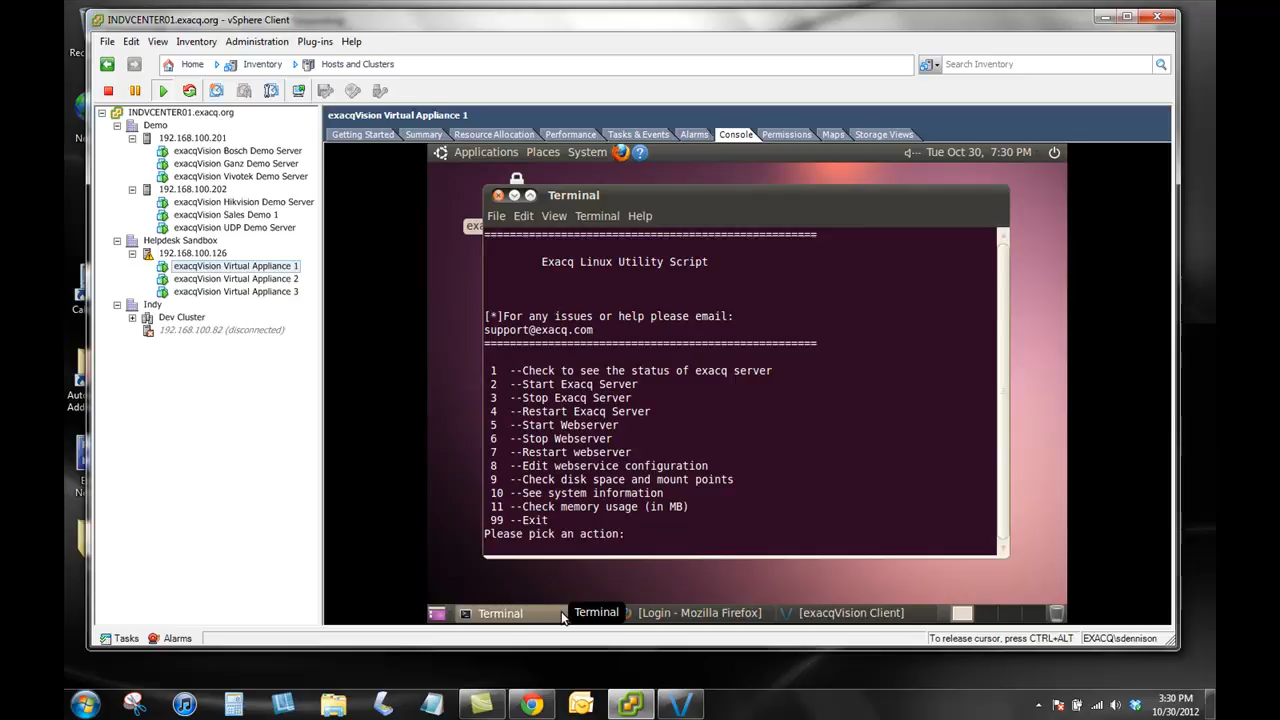 INDVCENTER01.exacq.org - vSphere Client
File Edit View Inventory Administration Plug-ins Help
Home Inventory Hosts and Clusters Search Inventory
INDVCENTER01.exacq.org
Demo
192.168.100.201
exacqVision Bosch Demo Server
exacqVision Ganz Demo Server
exacqVision Vivotek Demo Server
192.168.100.202
exacqVision Hikvision Demo Server
exacqVision Sales Demo 1
exacqVision UDP Demo Server
Helpdesk Sandbox
192.168.100.126
exacqVision Virtual Appliance 1
exacqVision Virtual Appliance 2
exacqVision Virtual Appliance 3
Indy
Dev Cluster
192.168.100.82 (disconnected)
exacqVision Virtual Appliance 1
Getting Started Summary Resource Allocation Performance Tasks & Events Alarms Console Permissions Maps Storage Views
Applications Places System Tue Oct 30, 7:30 PM
Terminal
File Edit View Terminal Help
=====================================================
Exacq Linux Utility Script
[*]For any issues or help please email:
support@exacq.com
=====================================================
1 --Check to see the status of exacq server
2 --Start Exacq Server
3 --Stop Exacq Server
4 --Restart Exacq Server
5 --Start Webserver
6 --Stop Webserver
7 --Restart webserver
8 --Edit webservice configuration
9 --Check disk space and mount points
10 --See system information
11 --Check memory usage (in MB)
99 --Exit
Please pick an action:
Terminal Terminal [Login - Mozilla Firefox] [exacqVision Client]
Tasks Alarms To release cursor, press CTRL+ALT EXACQ\sdennison
3:30 PM
10/30/2012